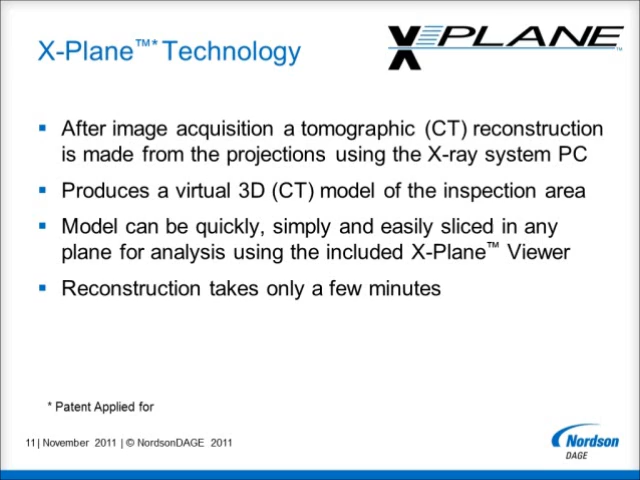 X-Plane™* Technology
X-PLANE™
▪ After image acquisition a tomographic (CT) reconstruction
is made from the projections using the X-ray system PC
▪ Produces a virtual 3D (CT) model of the inspection area
▪ Model can be quickly, simply and easily sliced in any
plane for analysis using the included X-Plane™ Viewer
▪ Reconstruction takes only a few minutes
* Patent Applied for
11| November 2011 | © NordsonDAGE 2011
Nordson
DAGE